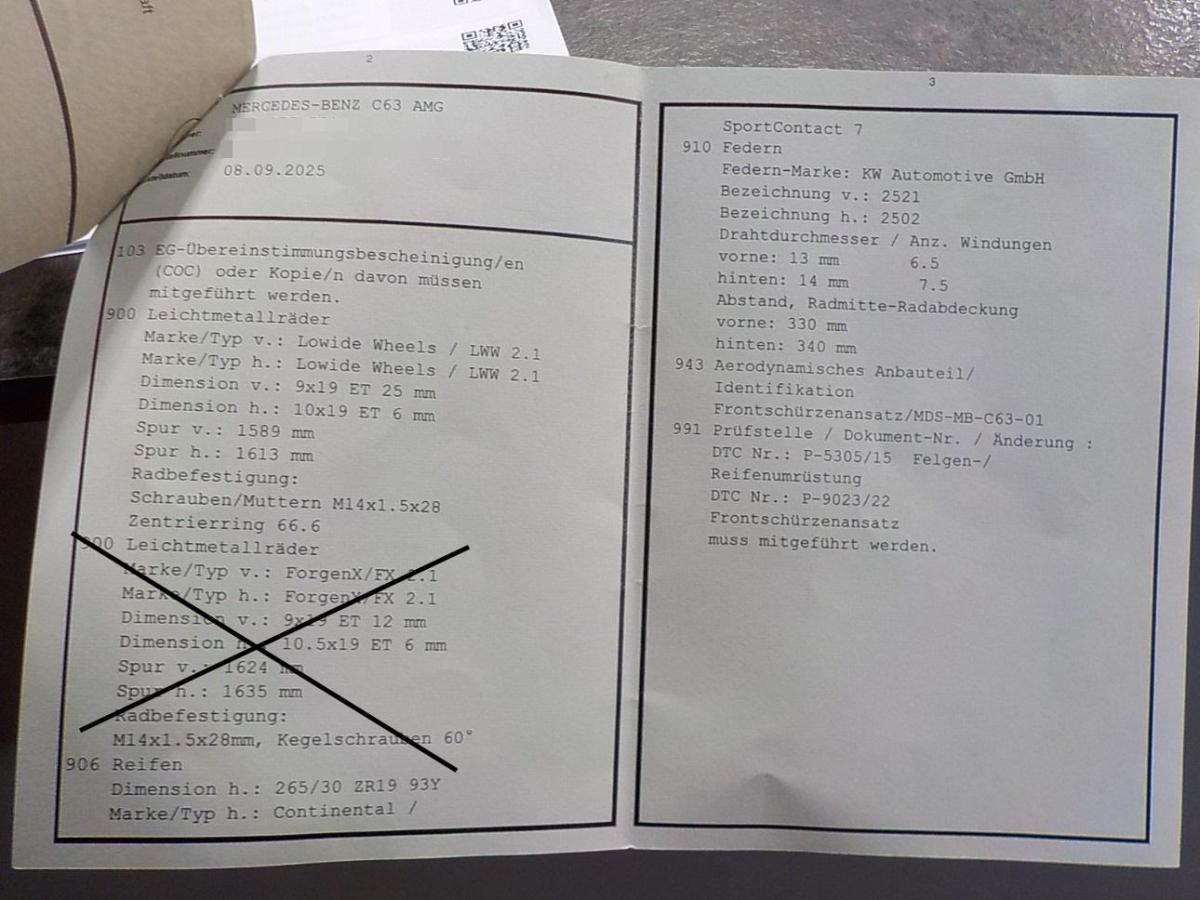 2
MERCEDES-BENZ C63 AMG
08.09.2025
103 EG-Übereinstimmungsbescheinigung/en
(COC) oder Kopie/n davon müssen
mitgeführt werden.
900 Leichtmetallräder
Marke/Typ v.: Lowide Wheels / LWW 2.1
Marke/Typ h.: Lowide Wheels / LWW 2.1
Dimension v.: 9x19 ET 25 mm
Dimension h.: 10x19 ET 6 mm
Spur v.: 1589 mm
Spur h.: 1613 mm
Radbefestigung:
Schrauben/Muttern M14x1.5x28
Zentrierring 66.6
900 Leichtmetallräder
Marke/Typ v.: ForgenX/FX 2.1
Marke/Typ h.: ForgenX/FX 2.1
Dimension v.: 9x19 ET 12 mm
Dimension h.: 10.5x19 ET 6 mm
Spur v.: 1624 mm
Spur h.: 1635 mm
Radbefestigung:
M14x1.5x28mm, Kegelschrauben 60°
906 Reifen
Dimension h.: 265/30 ZR19 93Y
Marke/Typ h.: Continental /
3
SportContact 7
910 Federn
Federn-Marke: KW Automotive GmbH
Bezeichnung v.: 2521
Bezeichnung h.: 2502
Drahtdurchmesser / Anz. Windungen
vorne: 13 mm 6.5
hinten: 14 mm 7.5
Abstand, Radmitte-Radabdeckung
vorne: 330 mm
hinten: 340 mm
943 Aerodynamisches Anbauteil/
Identifikation
Frontschürzenansatz/MDS-MB-C63-01
991 Prüfstelle / Dokument-Nr. / Änderung :
DTC Nr.: P-5305/15 Felgen-/
Reifenumrüstung
DTC Nr.: P-9023/22
Frontschürzenansatz
muss mitgeführt werden.